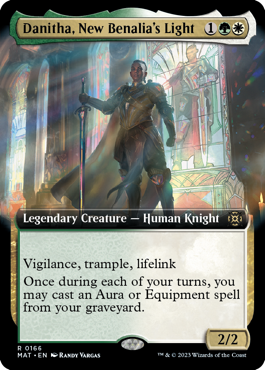 Danitha, New Benalia's Light 1
Legendary Creature — Human Knight
Vigilance, trample, lifelink
Once during each of your turns, you
may cast an Aura or Equipment spell
from your graveyard.
2/2
R 0166
MAT • EN RANDY VARGAS
™ & © 2023 Wizards of the Coast